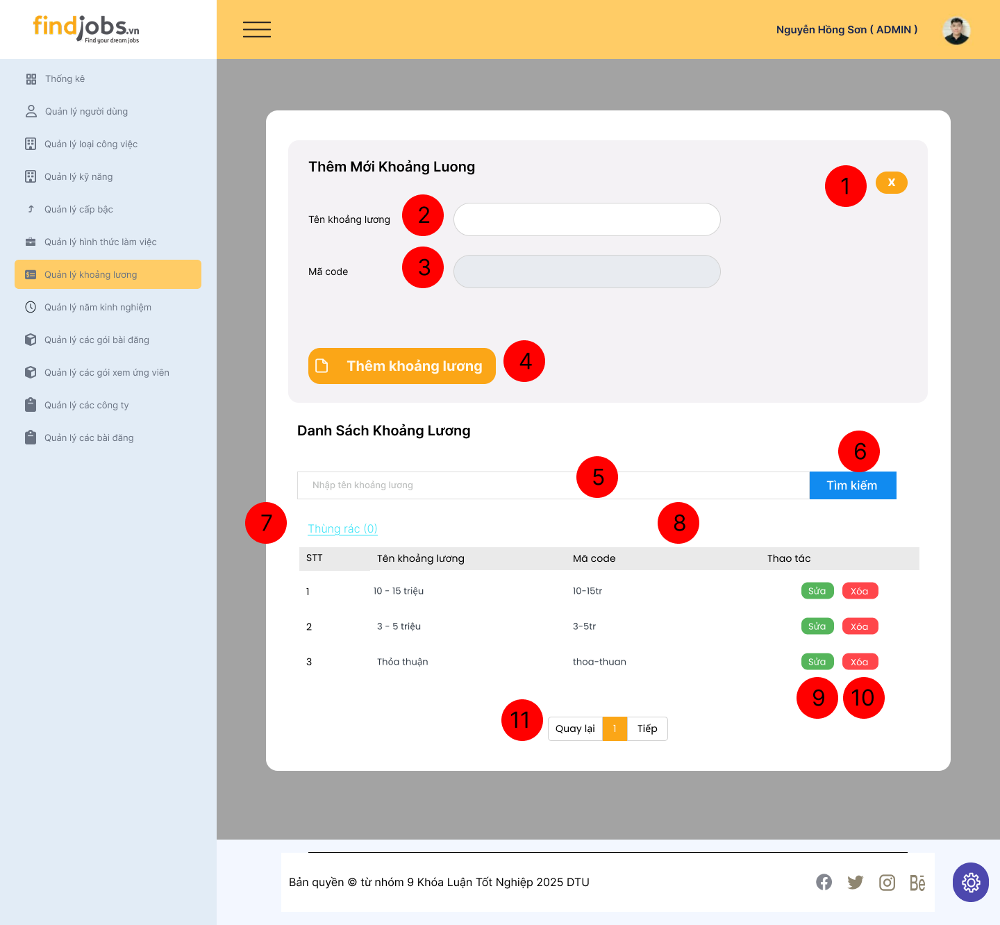 findjobs.vn
Find your dream jobs
Nguyễn Hồng Sơn ( ADMIN )
Thống kê
Quản lý người dùng
Quản lý loại công việc
Quản lý kỹ năng
Quản lý cấp bậc
Quản lý hình thức làm việc
Quản lý khoảng lương
Quản lý năm kinh nghiệm
Quản lý các gói bài đăng
Quản lý các gói xem ứng viên
Quản lý các công ty
Quản lý các bài đăng
Thêm Mới Khoảng Luong
1
X
Tên khoảng lương
2
Mã code
3
Thêm khoảng lương
4
Danh Sách Khoảng Lương
6
Nhập tên khoảng lương
5
Tìm kiếm
7
Thùng rác (0)
8
STT Tên khoảng lương Mã code Thao tác
1 10 - 15 triệu 10-15tr Sửa Xóa
2 3 - 5 triệu 3-5tr Sửa Xóa
3 Thỏa thuận thoa-thuan Sửa Xóa
9 10
11
Quay lại 1 Tiếp
Bản quyền © từ nhóm 9 Khóa Luận Tốt Nghiệp 2025 DTU